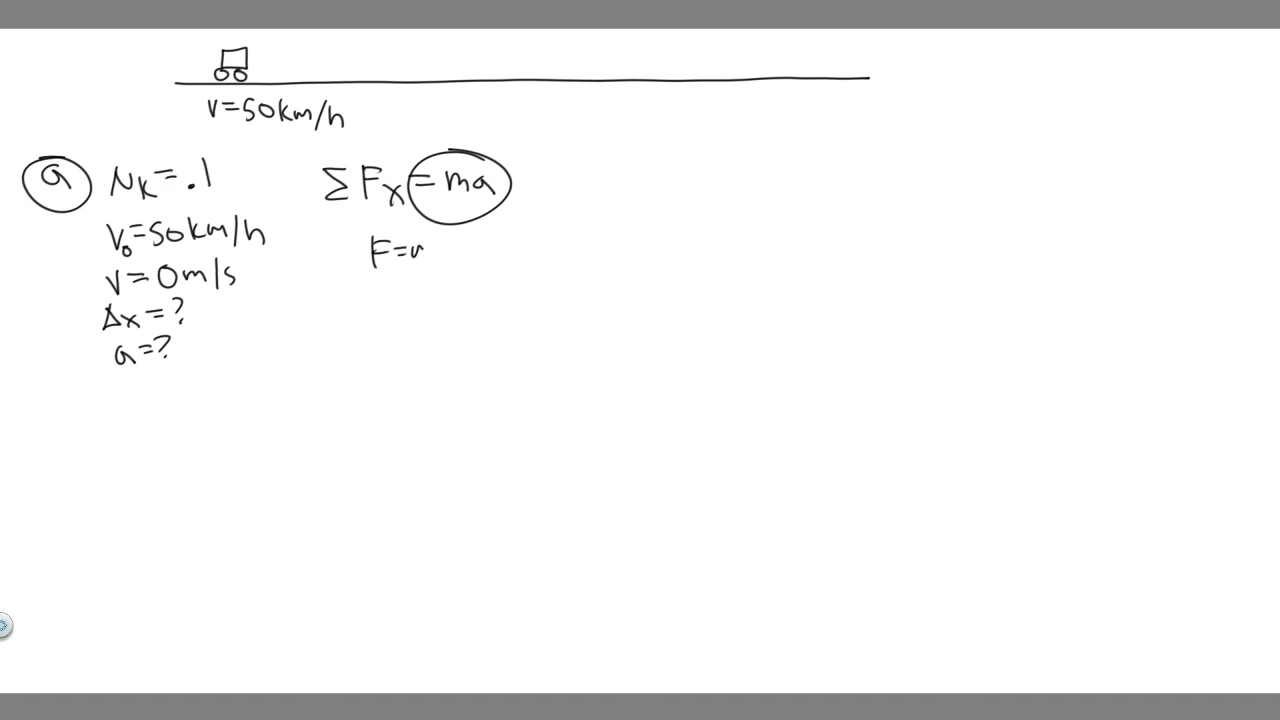 v=50km/h
a
μk=.1
V₀=50km/h
v=0m/s
Δx=?
a=?
ΣFx=ma
F=